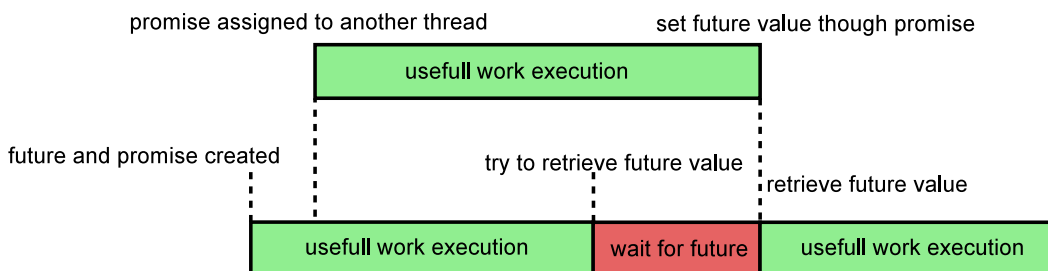 promise assigned to another thread
set future value though promise
usefull work execution
future and promise created
try to retrieve future value
retrieve future value
usefull work execution
wait for future
usefull work execution